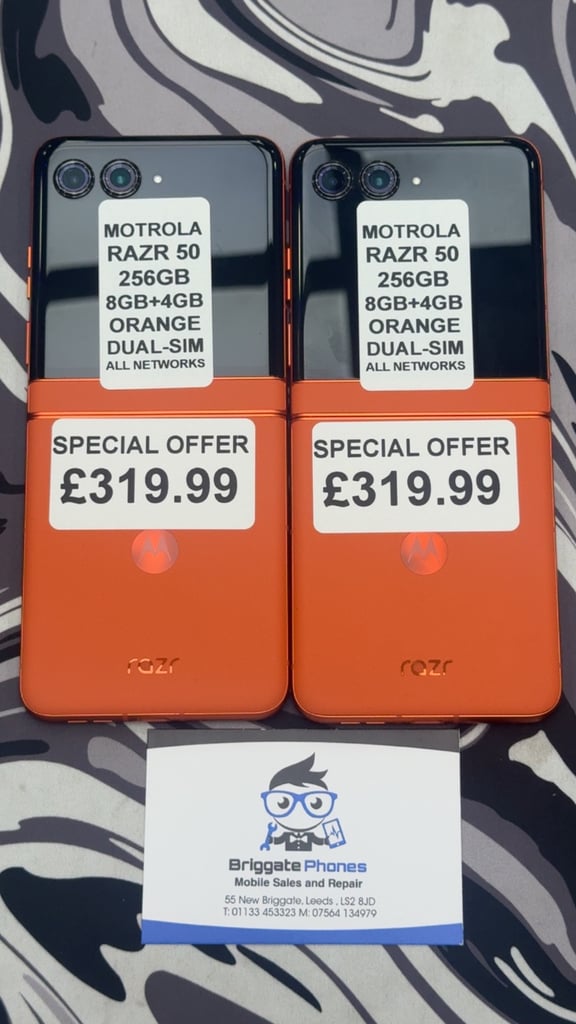 MOTROLA
RAZR 50
256GB
8GB+4GB
ORANGE
DUAL-SIM
ALL NETWORKS
SPECIAL OFFER
£319.99
razr
MOTROLA
RAZR 50
256GB
8GB+4GB
ORANGE
DUAL-SIM
ALL NETWORKS
SPECIAL OFFER
£319.99
razr
Briggate Phones
Mobile Sales and Repair
55 New Briggate, Leeds , LS2 8JD
T: 01133 453323 M: 07564 134979